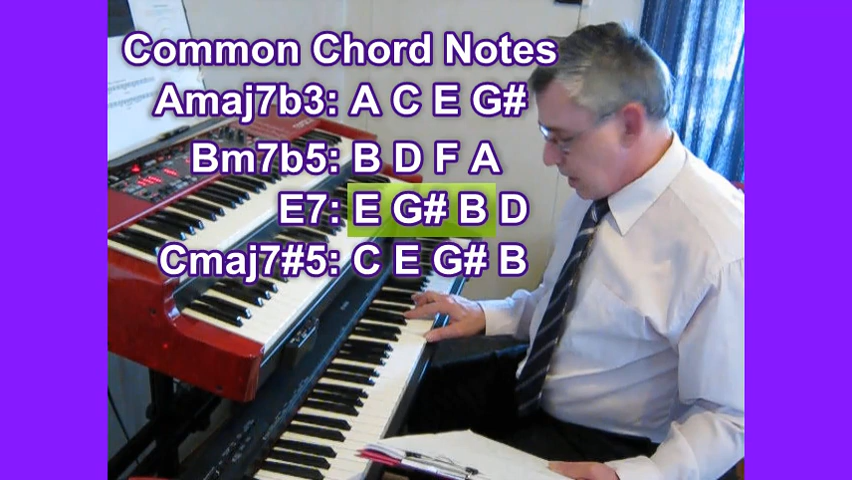 Common Chord Notes
Amaj7b3: A C E G#
Bm7b5: B D F A
E7: E G# B D
Cmaj7#5: C E G# B